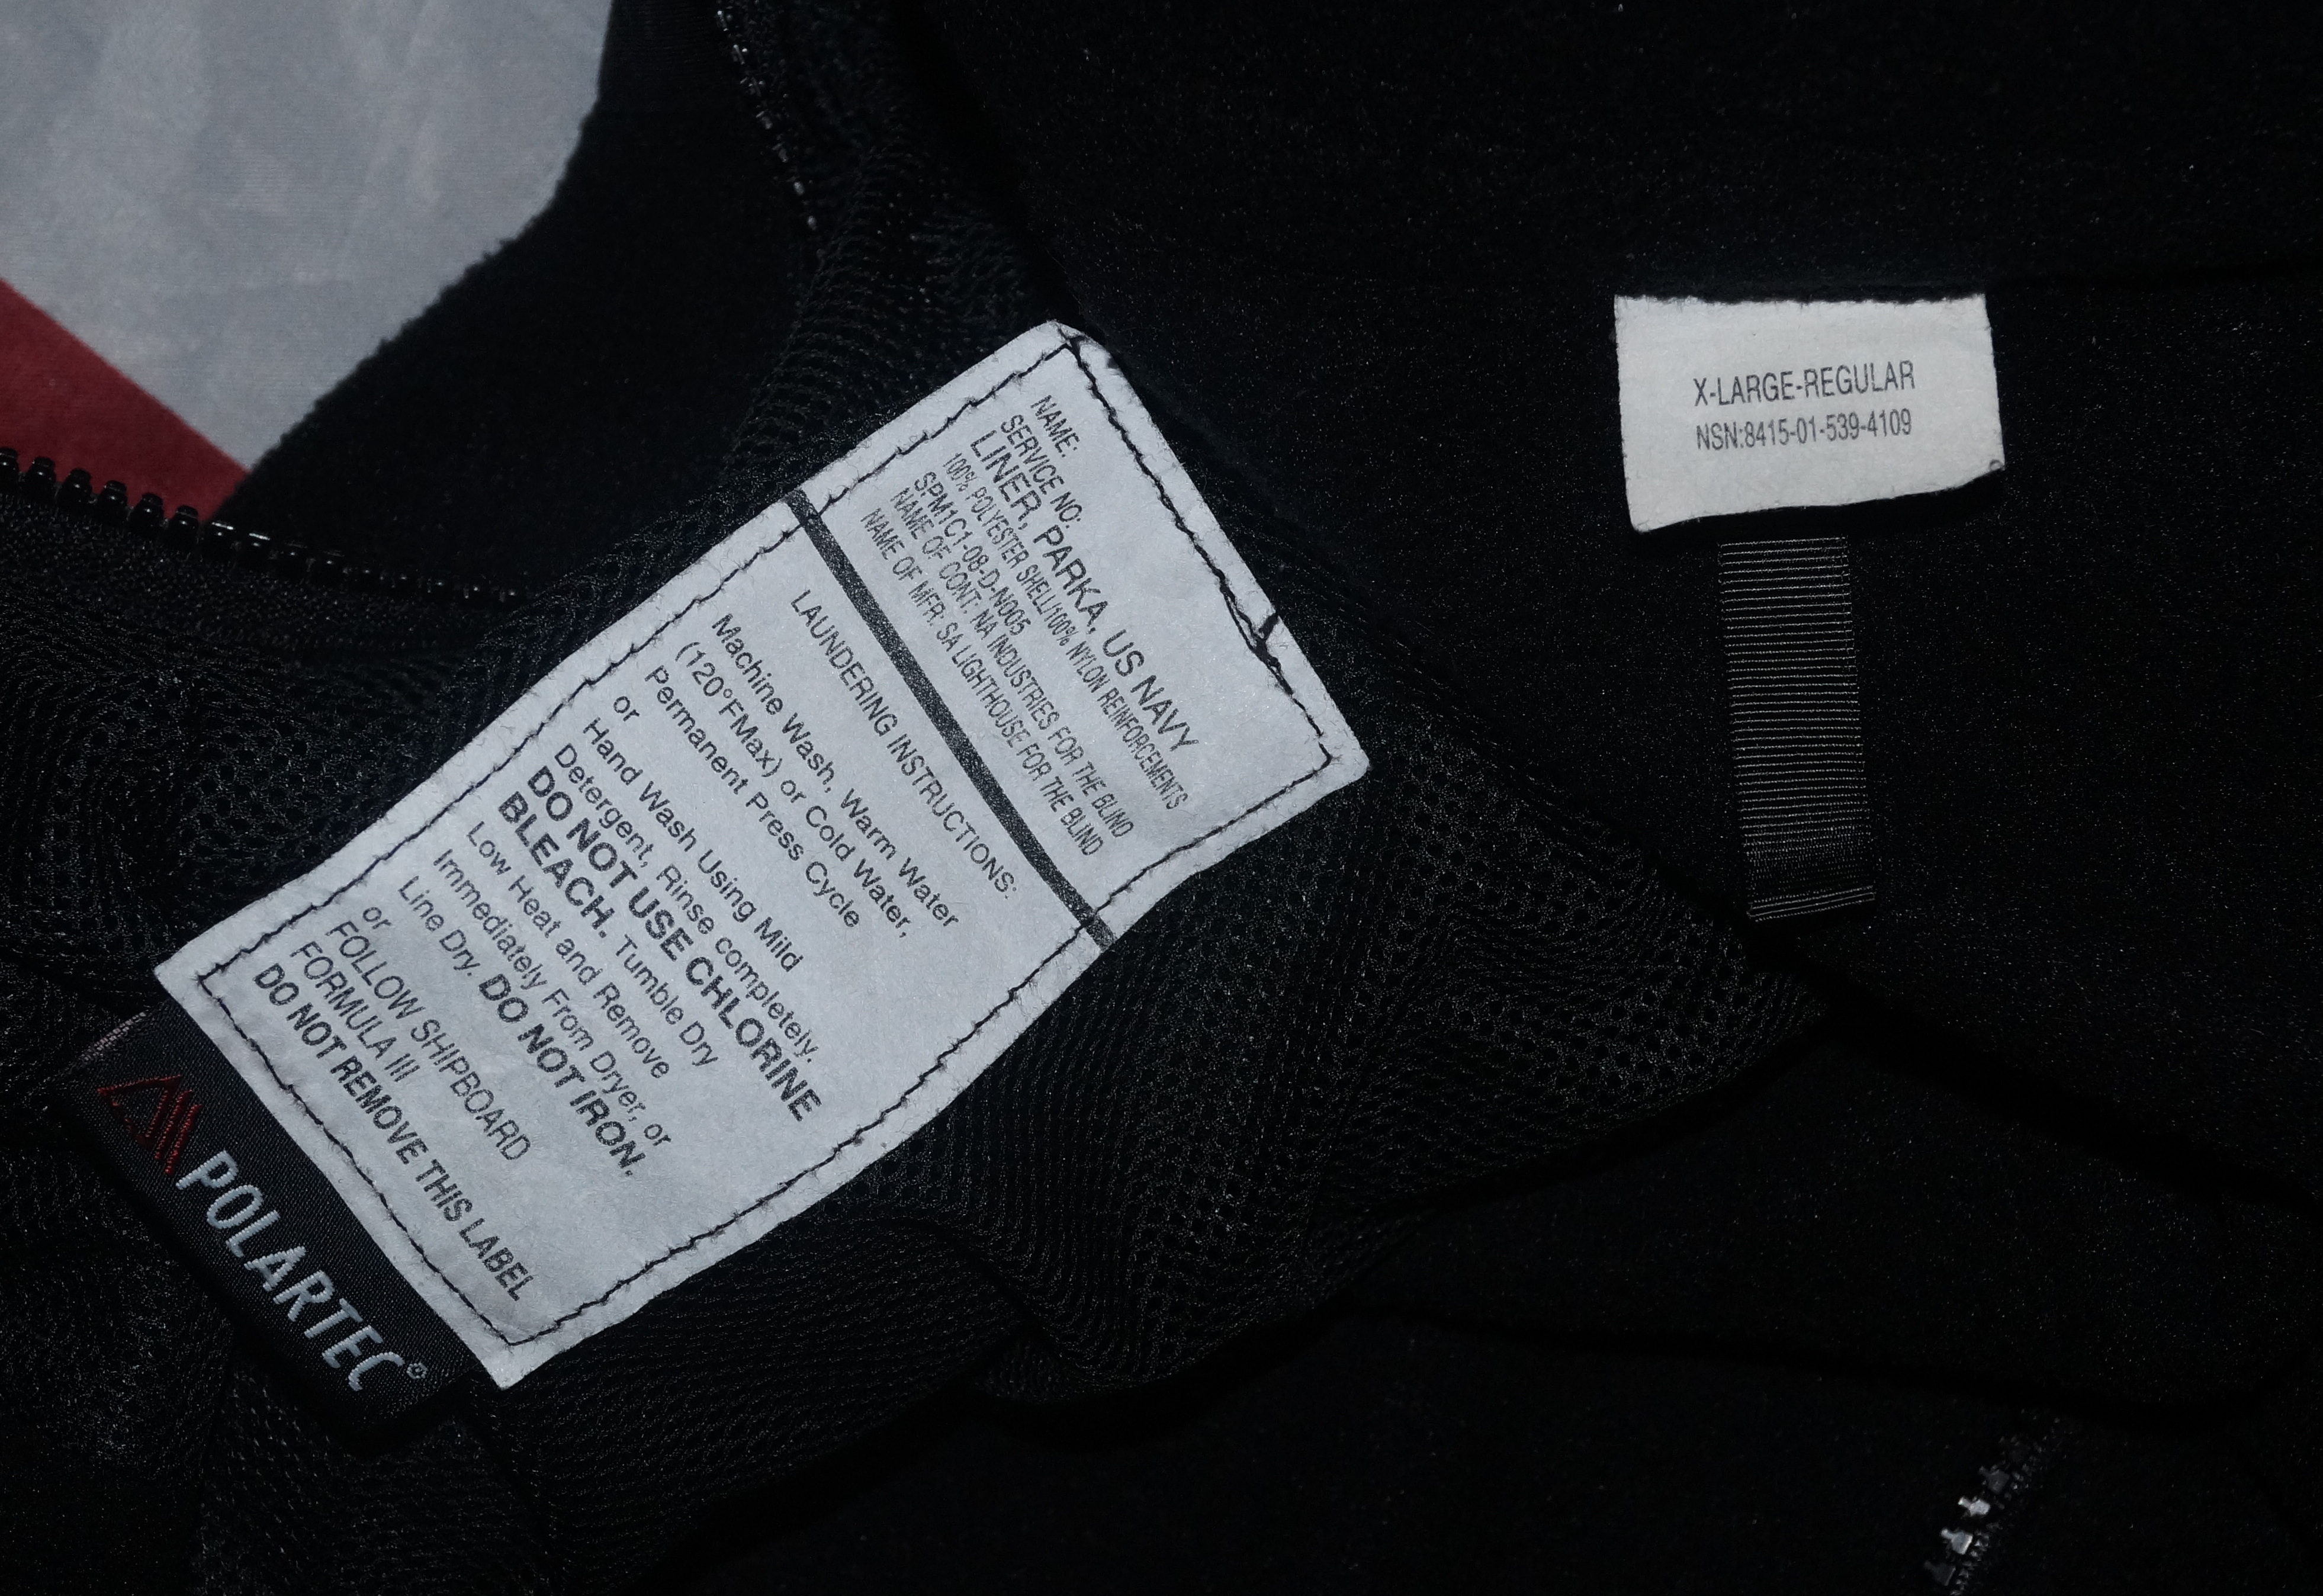 NAME:
SERVICE NO:
LINER, PARKA, US NAVY
100% POLYESTER SHELL/100% NYLON REINFORCEMENTS
SPM1C1-08-D-N005
NAME OF CONT: NA INDUSTRIES FOR THE BLIND
NAME OF MFR: SA LIGHTHOUSE FOR THE BLIND
LAUNDERING INSTRUCTIONS:
Machine Wash, Warm Water
(120°FMax) or Cold Water,
Permanent Press Cycle
or
Hand Wash Using Mild
Detergent, Rinse completely.
DO NOT USE CHLORINE
BLEACH. Tumble Dry
Low Heat and Remove
Immediately From Dryer, or
Line Dry. DO NOT IRON.
or
FOLLOW SHIPBOARD
FORMULA III
DO NOT REMOVE THIS LABEL
POLARTEC®
X-LARGE-REGULAR
NSN:8415-01-539-4109